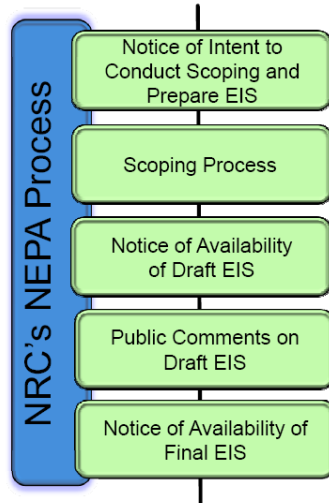 NRC's NEPA Process
Notice of Intent to
Conduct Scoping and
Prepare EIS
Scoping Process
Notice of Availability
of Draft EIS
Public Comments on
Draft EIS
Notice of Availability of
Final EIS